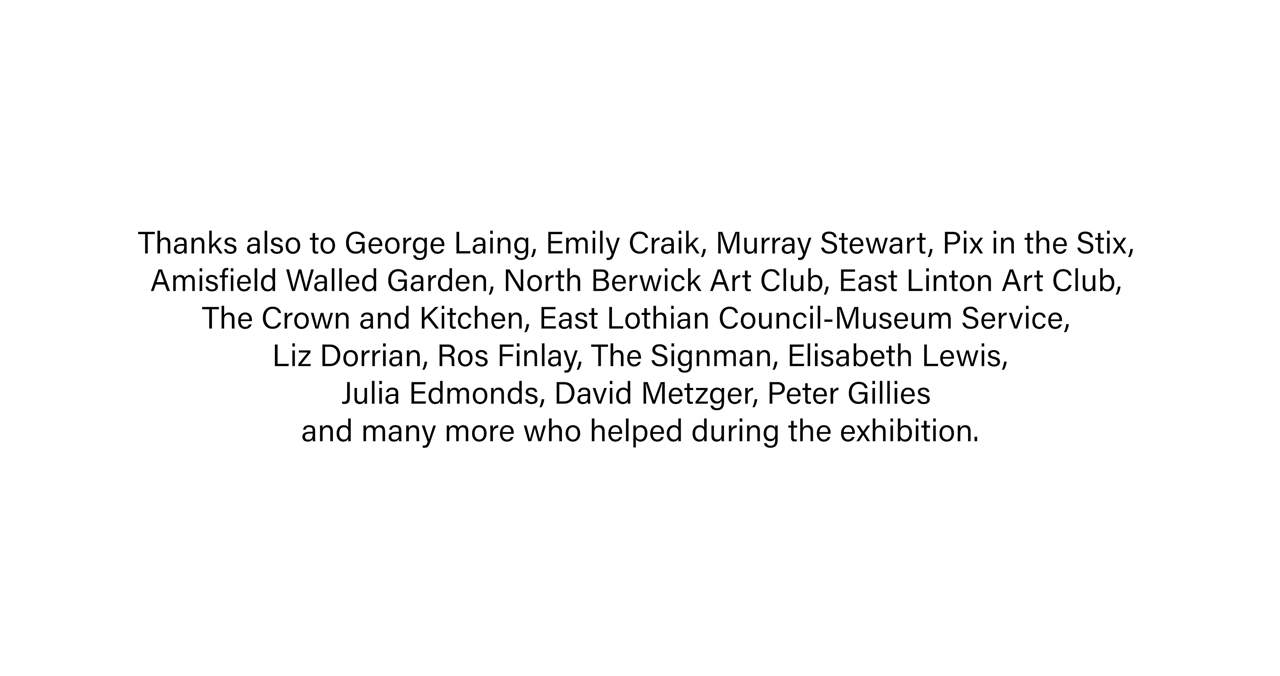 Thanks also to George Laing, Emily Craik, Murray Stewart, Pix in the Stix,
Amisfield Walled Garden, North Berwick Art Club, East Linton Art Club,
The Crown and Kitchen, East Lothian Council-Museum Service,
Liz Dorrian, Ros Finlay, The Signman, Elisabeth Lewis,
Julia Edmonds, David Metzger, Peter Gillies
and many more who helped during the exhibition.